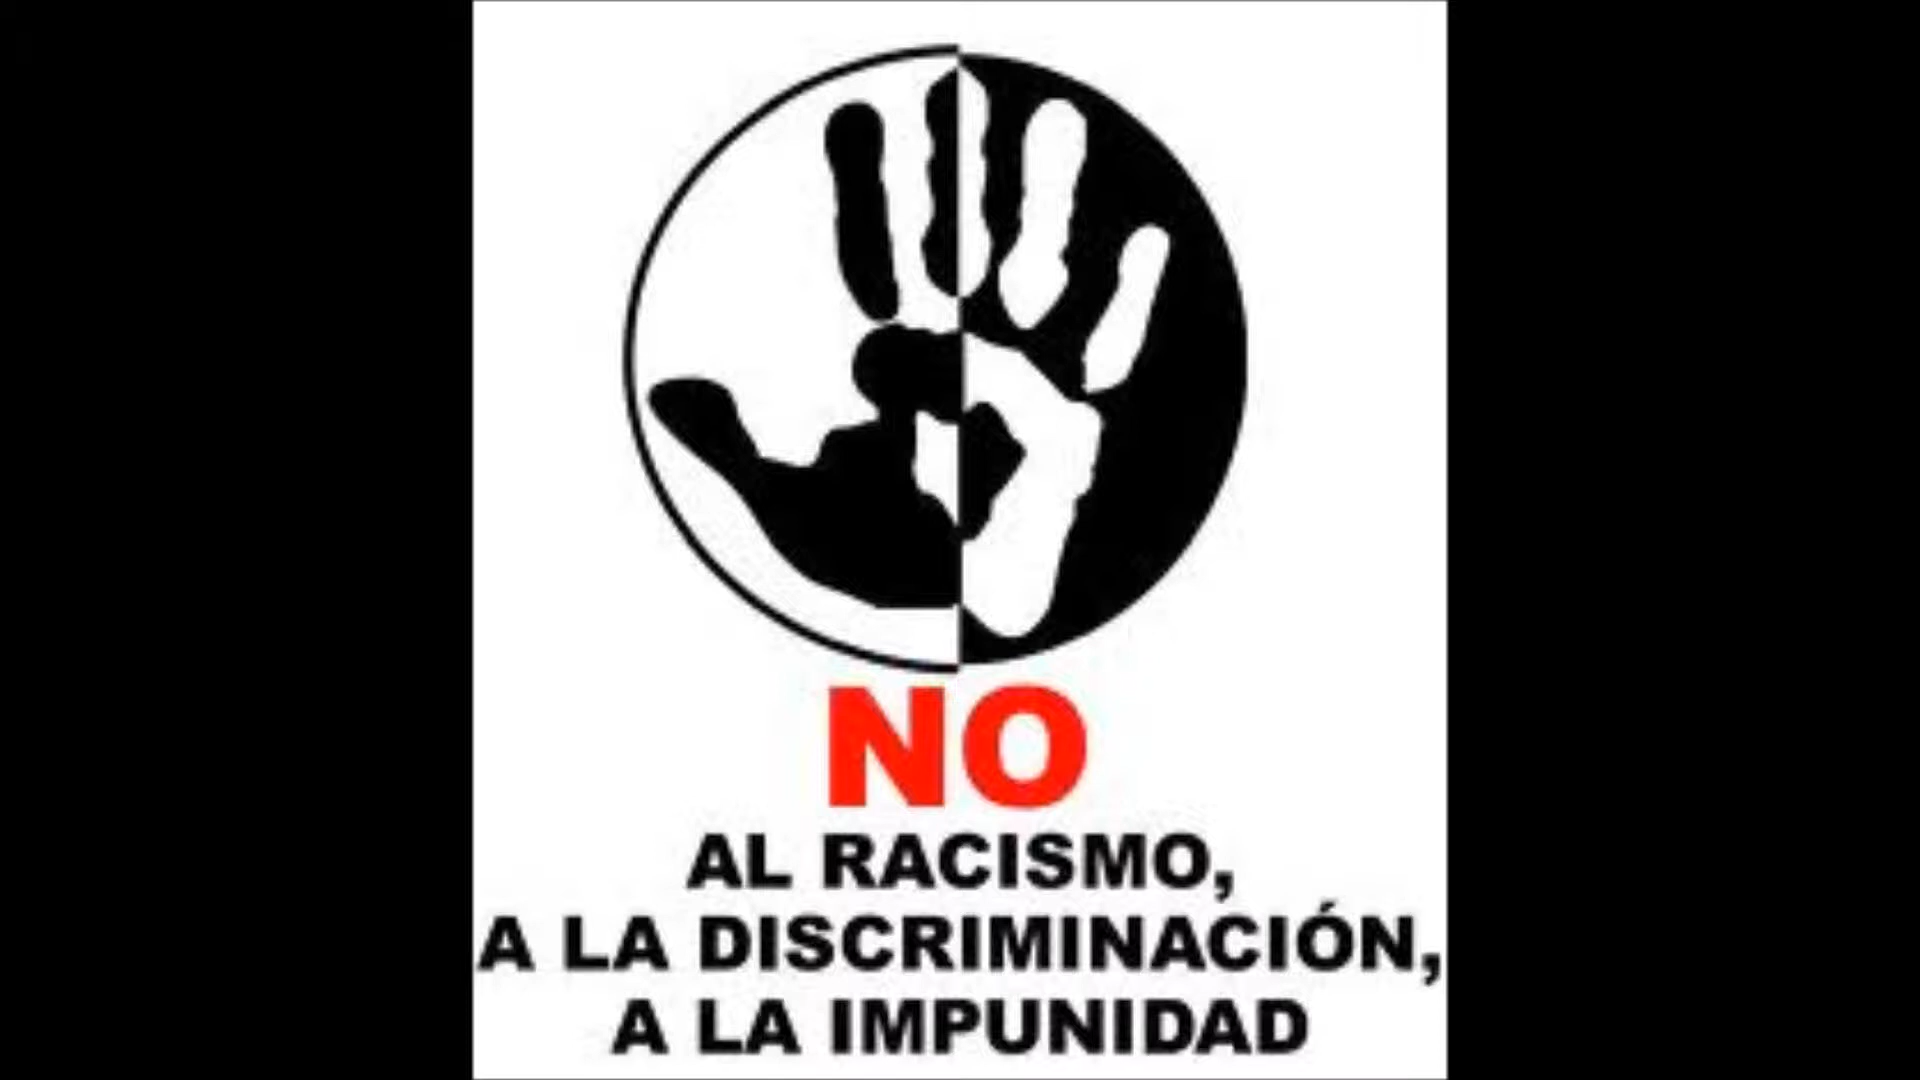 NO
AL RACISMO,
A LA DISCRIMINACIÓN,
A LA IMPUNIDAD